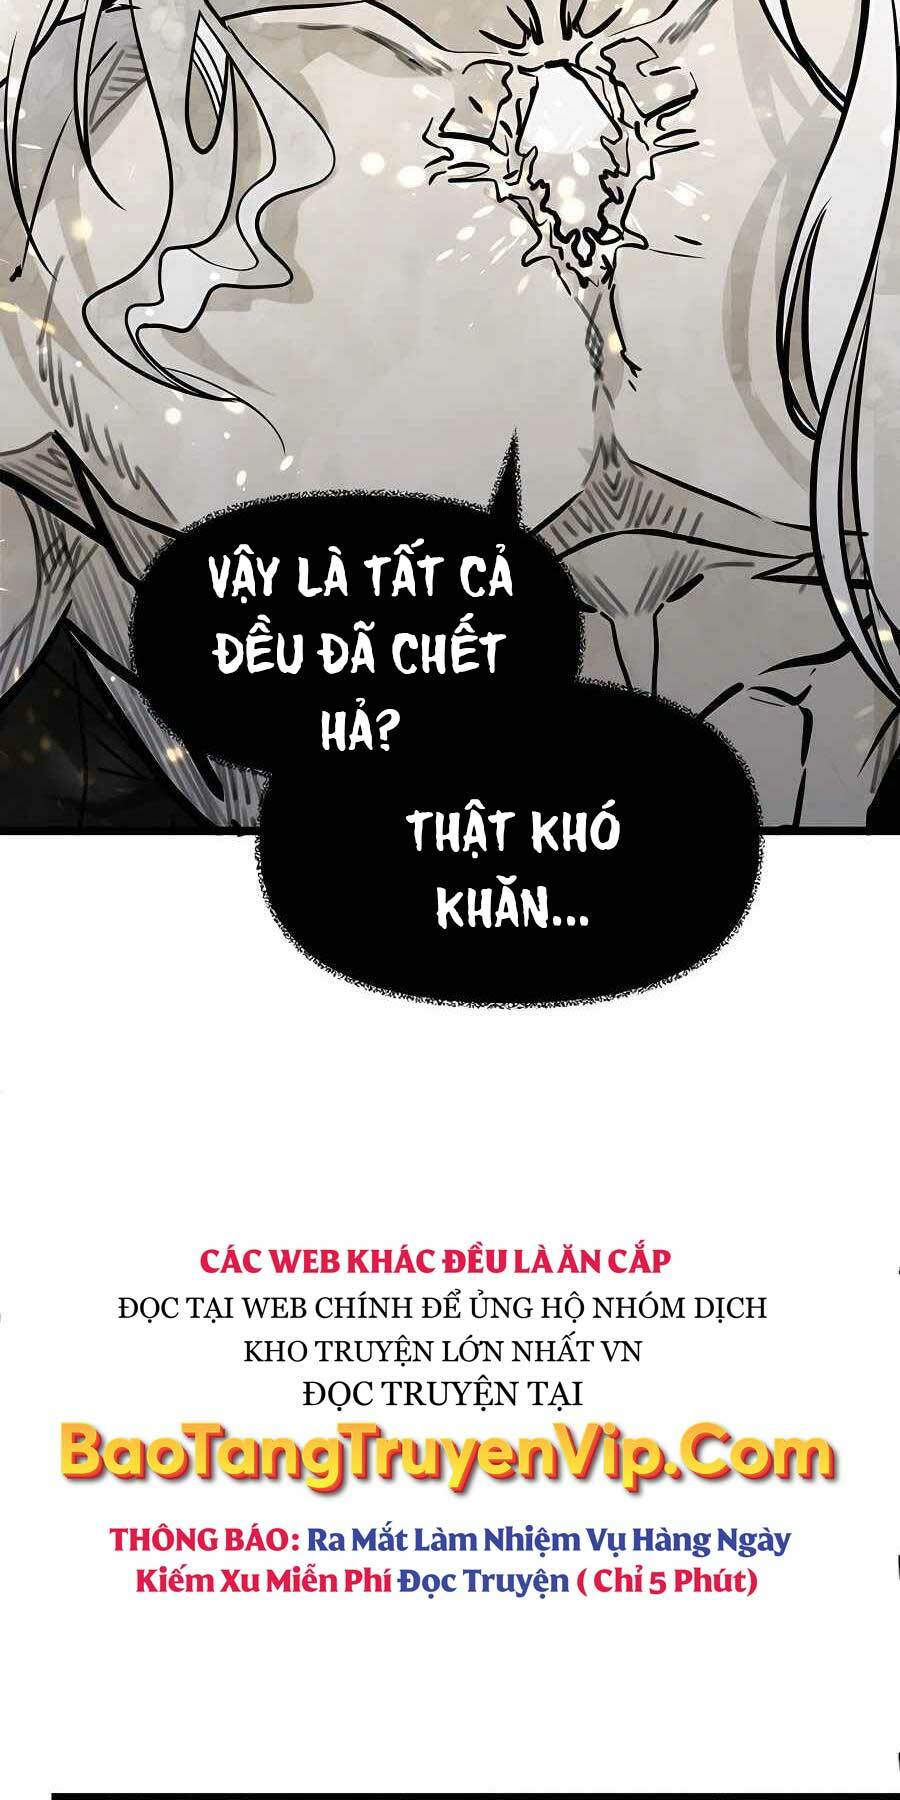 VẬY LÀ TẤT CẢ
ĐỀU ĐÃ CHẾT
HẢ?
THẬT KHÓ
KHĂN...
CÁC WEB KHÁC ĐỀU LÀ ĂN CẮP
ĐỌC TẠI WEB CHÍNH ĐỂ ỦNG HỘ NHÓM DỊCH
KHO TRUYỆN LỚN NHẤT VN
ĐỌC TRUYỆN TẠI
BaoTangTruyenVip.Com
THÔNG BÁO: Ra Mắt Làm Nhiệm Vụ Hàng Ngày
Kiếm Xu Miễn Phí Đọc Truyện ( Chỉ 5 Phút)